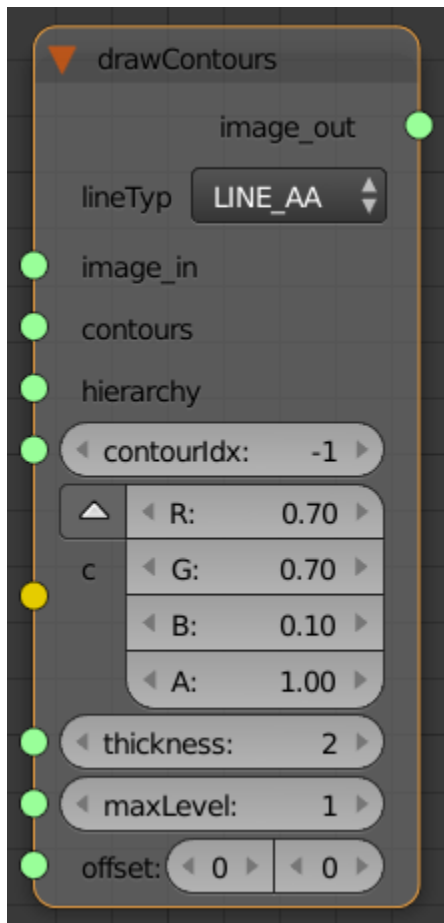 drawContours
image_out
lineTyp LINE_AA
image_in
contours
hierarchy
contourIdx: -1
R: 0.70
c G: 0.70
B: 0.10
A: 1.00
thickness: 2
maxLevel: 1
offset: 0 0